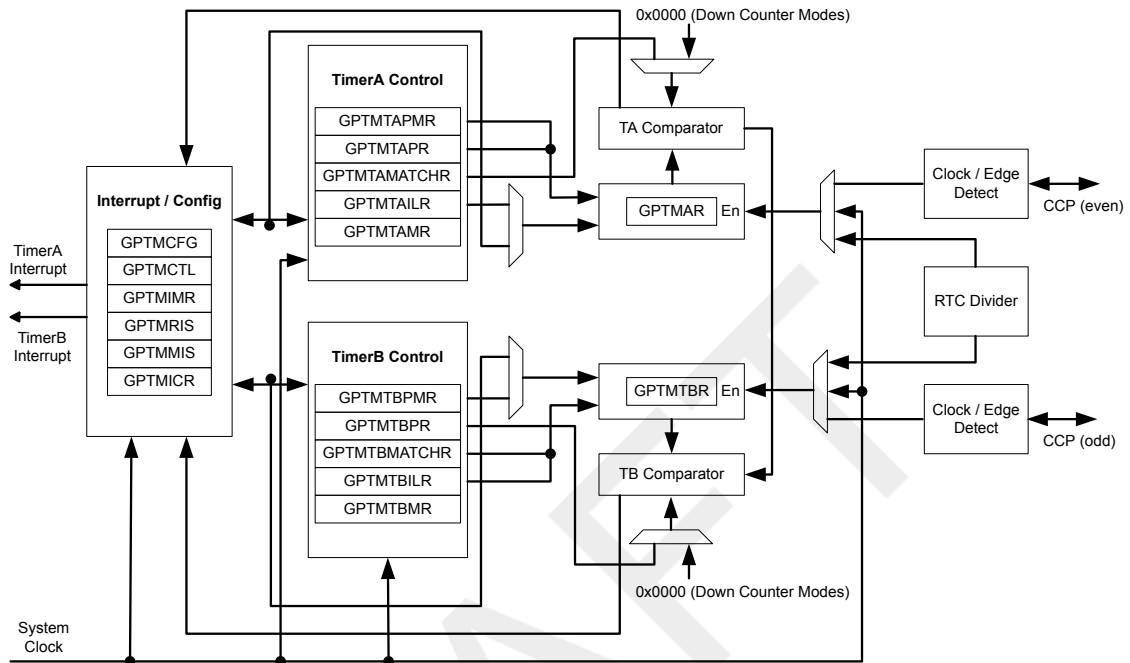 0x0000 (Down Counter Modes)
TimerA Control
GPTMTAPMR
GPTMTAPR
GPTMTAMATCHR
GPTMTAILR
GPTMTAMR
TA Comparator
GPTMAR
En
Clock / Edge
Detect
CCP (even)
Interrupt / Config
GPTMCFG
GPTMCTL
GPTMIMR
GPTMRIS
GPTMMIS
GPTMICR
TimerA
Interrupt
TimerB
Interrupt
RTC Divider
TimerB Control
GPTMTBPMR
GPTMTBPR
GPTMTBMATCHR
GPTMTBILR
GPTMTBMR
GPTMTBR
En
TB Comparator
Clock / Edge
Detect
CCP (odd)
0x0000 (Down Counter Modes)
System
Clock